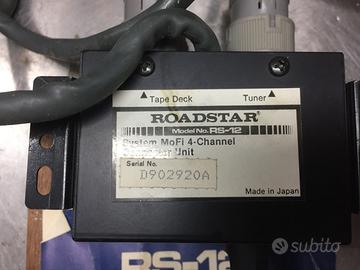 ▲ Tape Deck Tuner ▲
ROADSTAR
Model No. RS-12
System MoFi 4-Channel
Unit
Serial No.
D902920A
Made in Japan
RS-12
subito